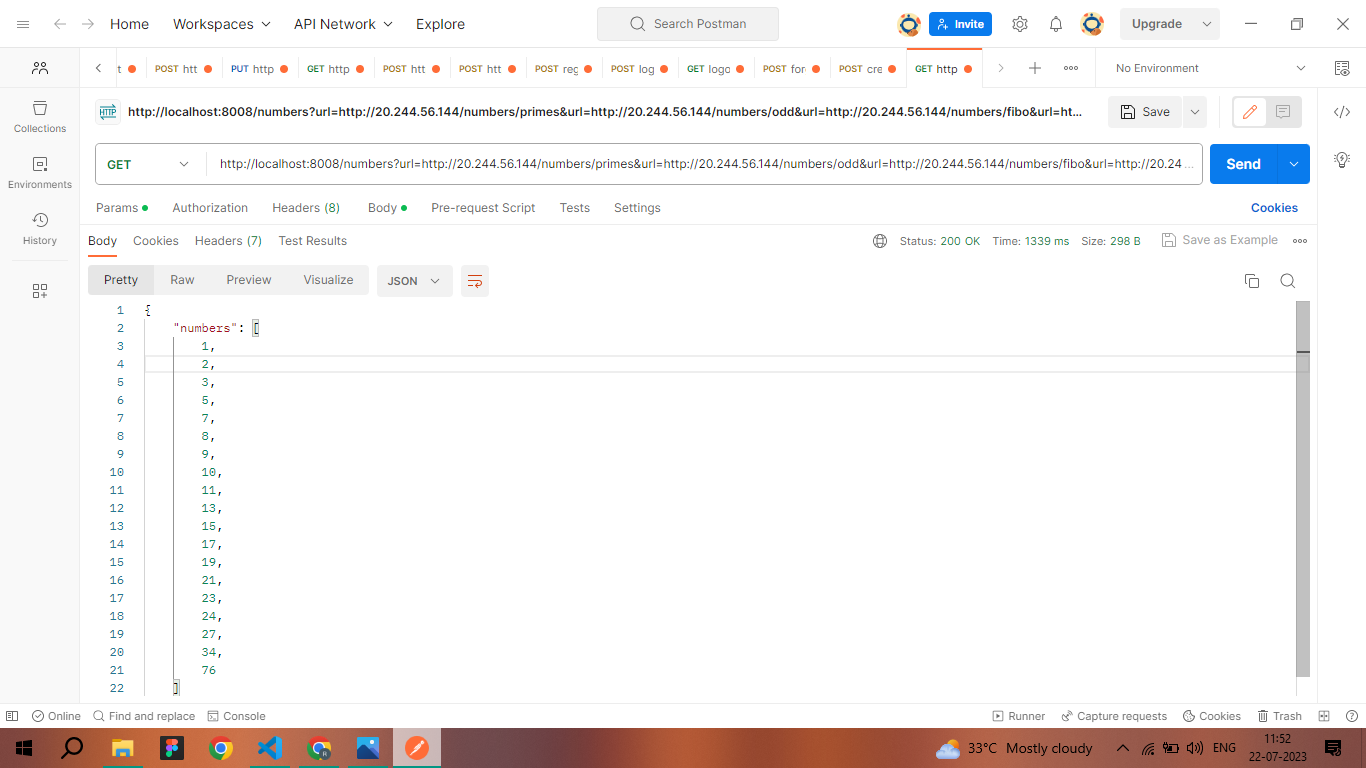 Home Workspaces API Network Explore Search Postman Invite Upgrade
t POST htt PUT http GET http POST htt POST htt POST reg POST log GET logo POST for POST cre GET http No Environment
http://localhost:8008/numbers?url=http://20.244.56.144/numbers/primes&url=http://20.244.56.144/numbers/odd&url=http://20.244.56.144/numbers/fibo&url=ht... Save
GET http://localhost:8008/numbers?url=http://20.244.56.144/numbers/primes&url=http://20.244.56.144/numbers/odd&url=http://20.244.56.144/numbers/fibo&url=http://20.24 ... Send
Collections
Environments
History
Params Authorization Headers (8) Body Pre-request Script Tests Settings Cookies
Body Cookies Headers (7) Test Results Status: 200 OK Time: 1339 ms Size: 298 B Save as Example
Pretty Raw Preview Visualize JSON
1 {
2 "numbers": [
3 1,
4 2,
5 3,
6 5,
7 7,
8 8,
9 9,
10 10,
11 11,
12 13,
13 15,
14 17,
15 19,
16 21,
17 23,
18 24,
19 27,
20 34,
21 76
22 ]
Online Find and replace Console Runner Capture requests Cookies Trash
33°C Mostly cloudy ENG 11:52
22-07-2023